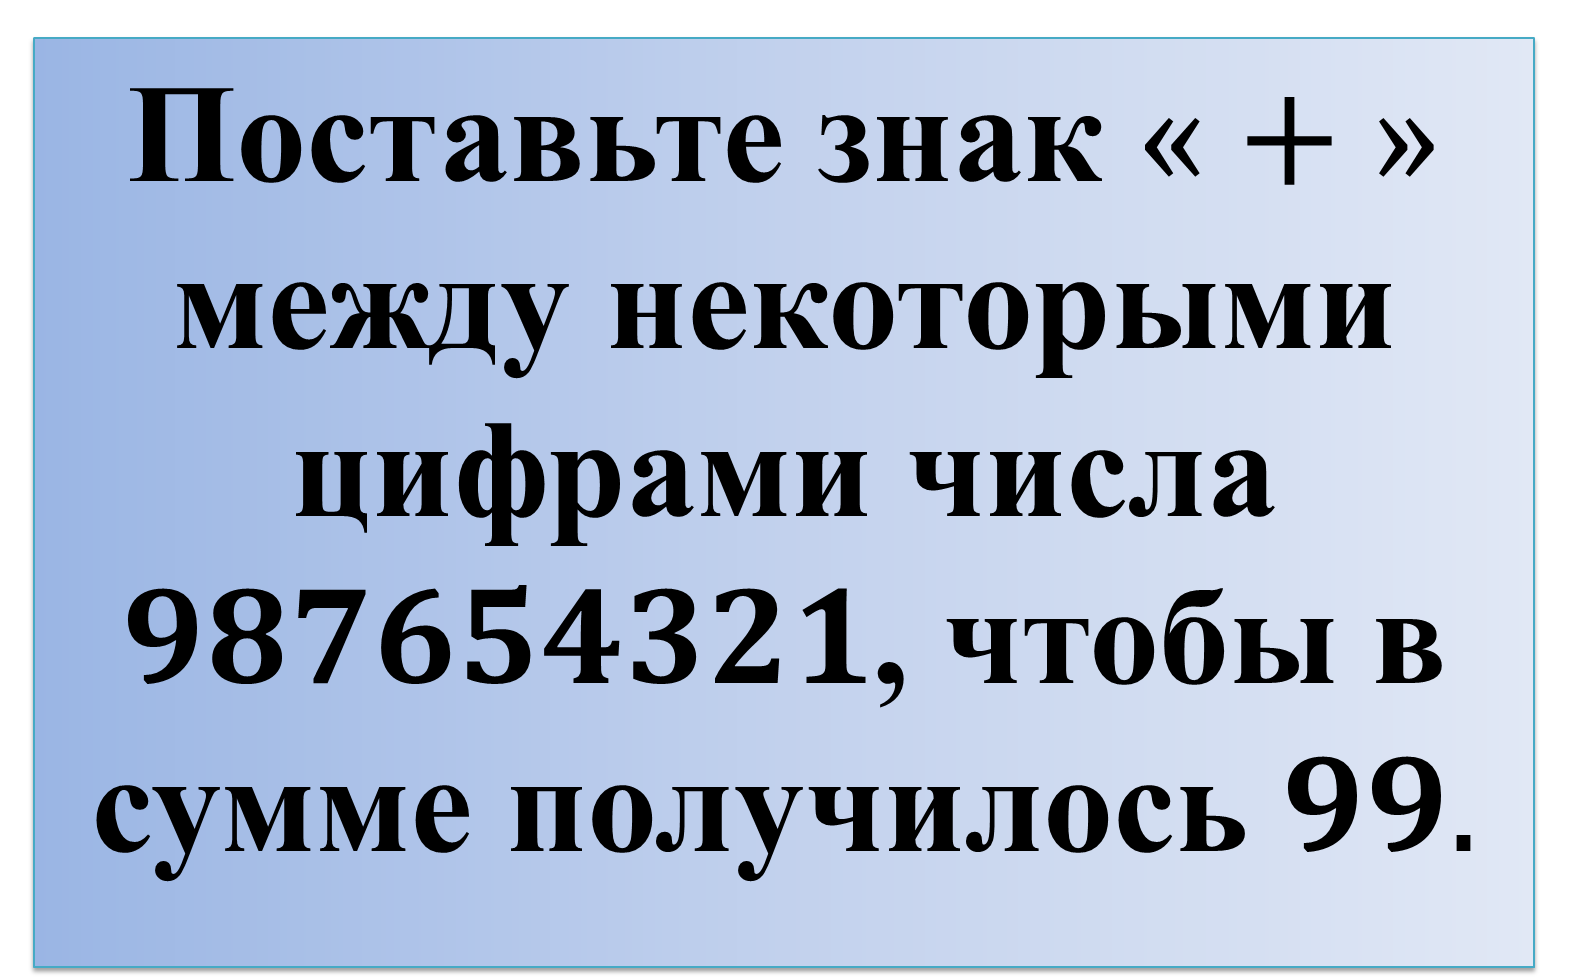 Поставьте знак « + »
между некоторыми
цифрами числа
987654321, чтобы в
сумме получилось 99.